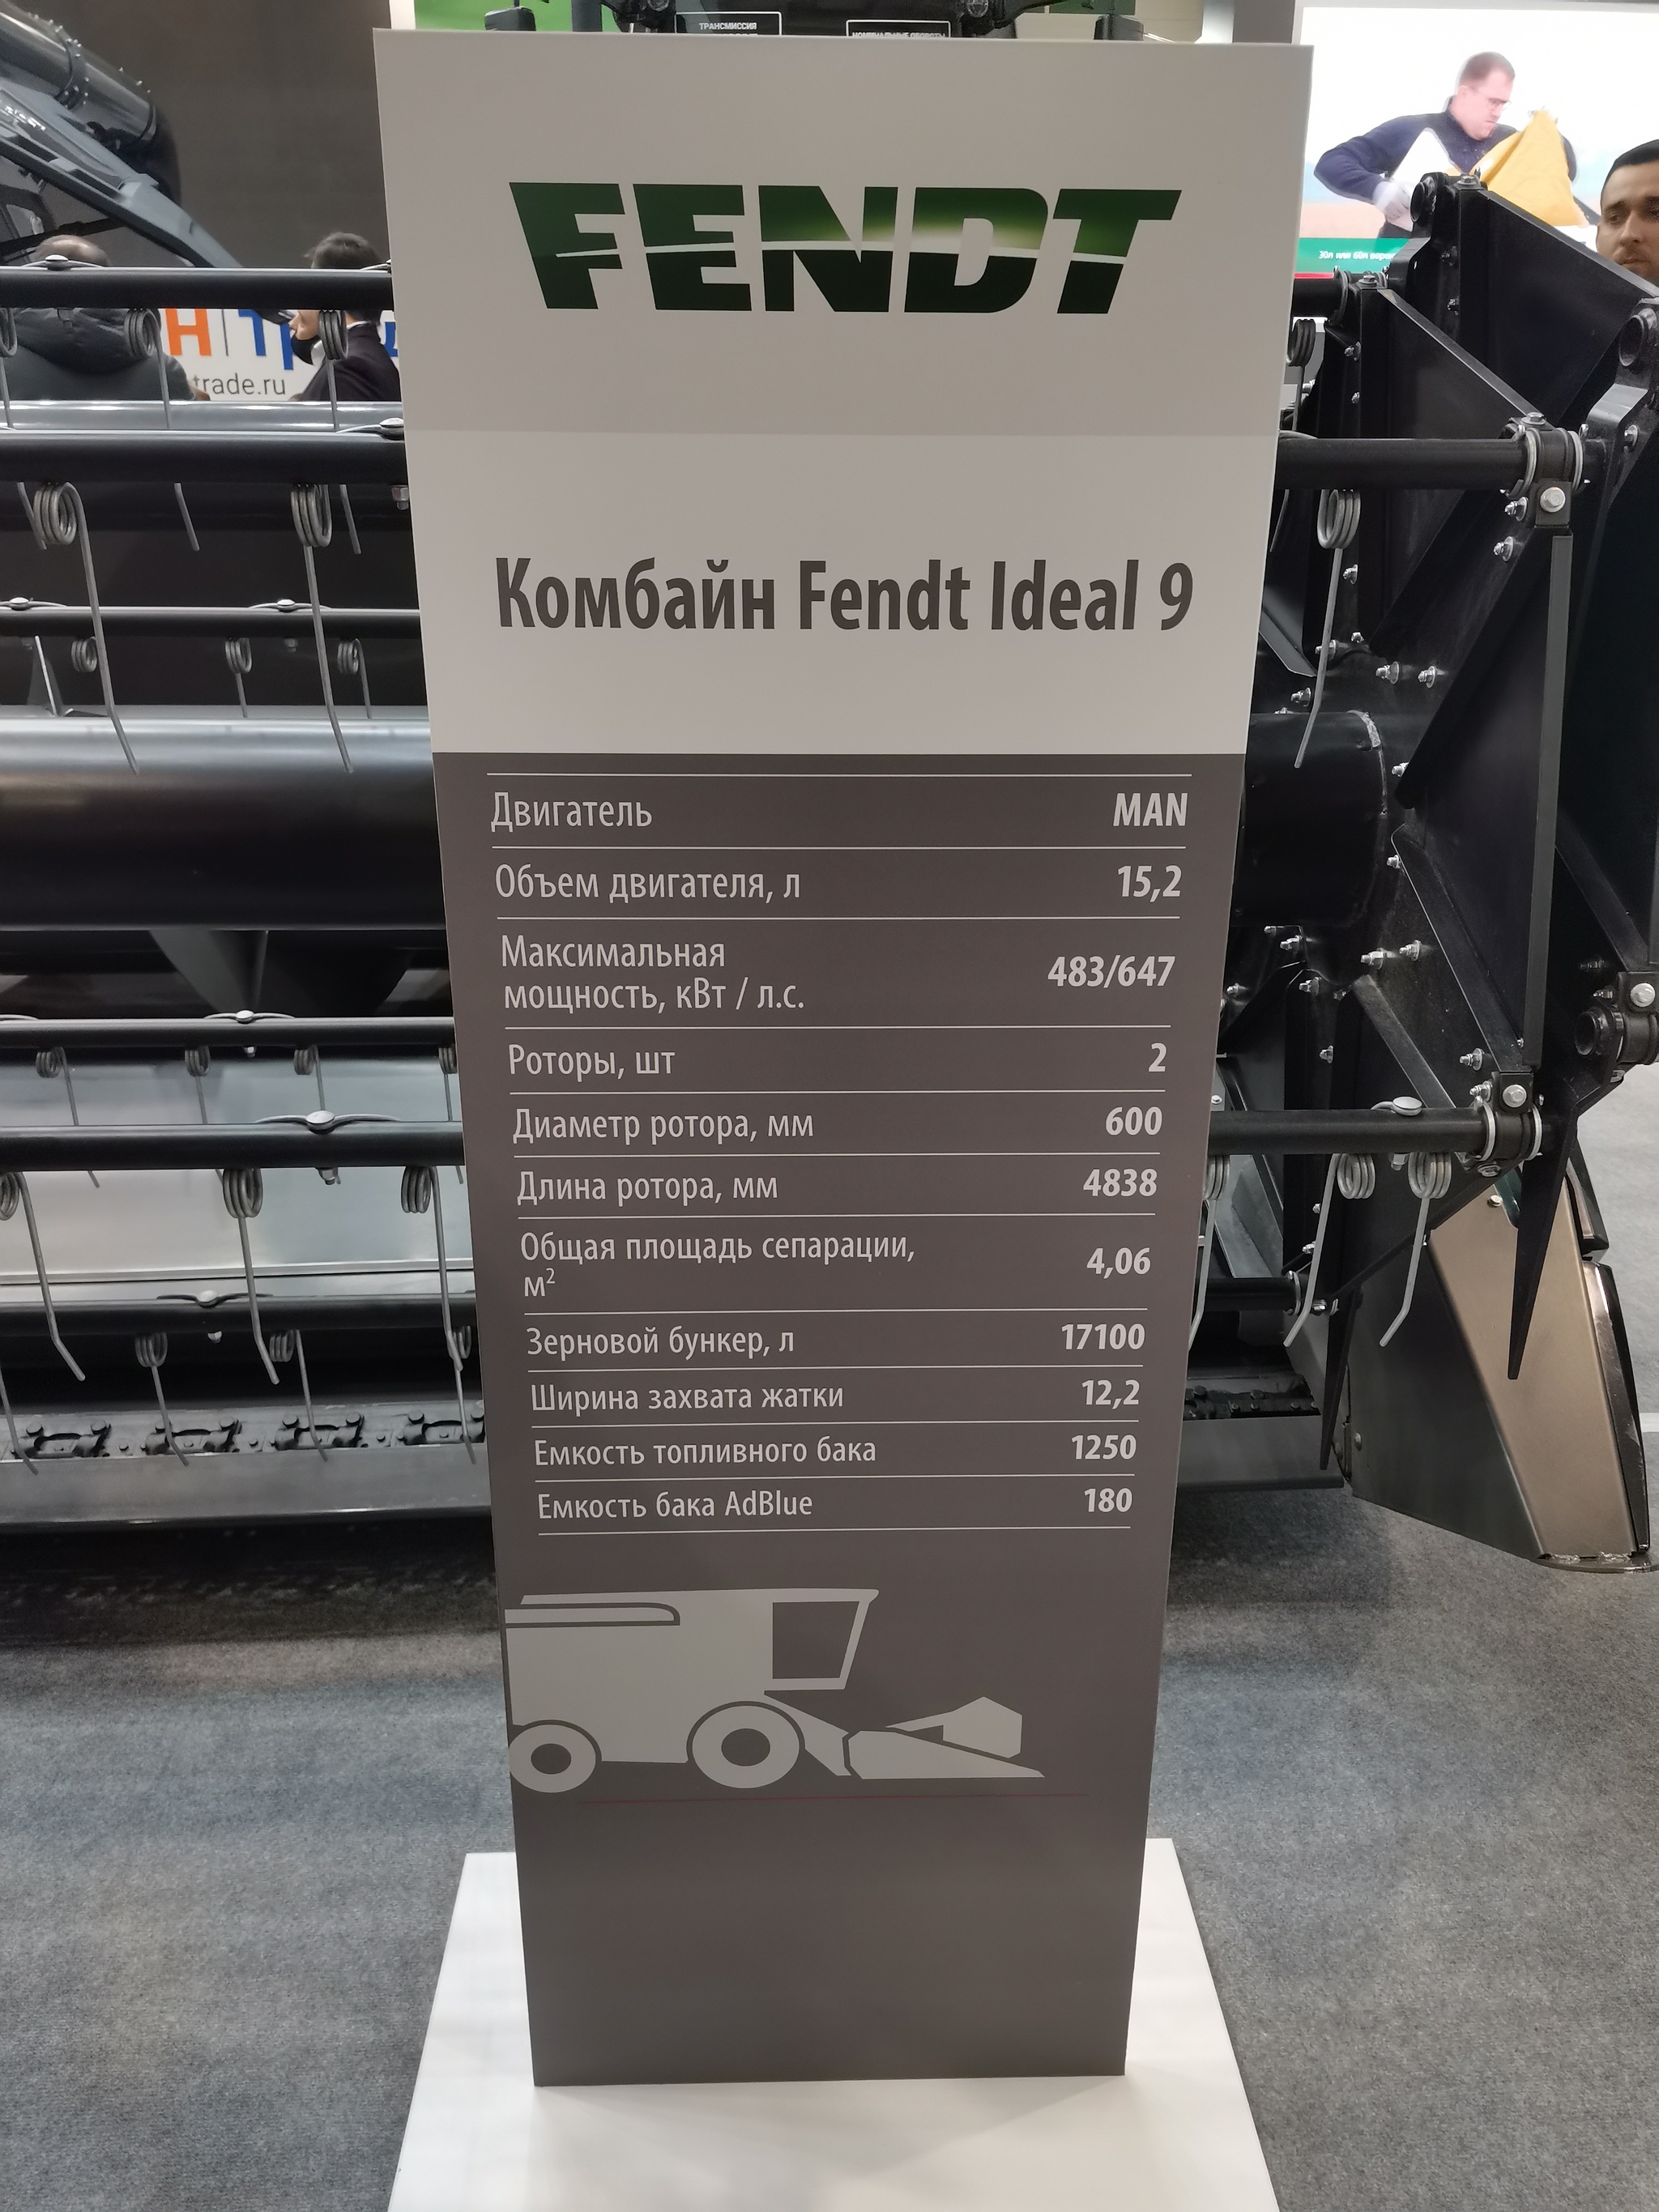 ТРАНСМИССИЯ
FENDT
trade.ru
Комбайн Fendt Ideal 9
Двигатель MAN
Объем двигателя, л 15,2
Максимальная
мощность, кВт / л.с. 483/647
Роторы, шт 2
Диаметр ротора, мм 600
Длина ротора, мм 4838
Общая площадь сепарации,
м² 4,06
Зерновой бункер, л 17100
Ширина захвата жатки 12,2
Емкость топливного бака 1250
Емкость бака AdBlue 180